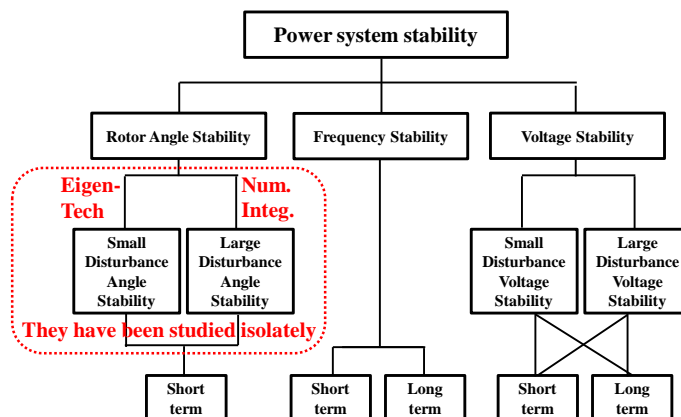 Power system stability
Rotor Angle Stability
Frequency Stability
Voltage Stability
Eigen-
Tech
Num.
Integ.
Small
Disturbance
Angle
Stability
Large
Disturbance
Angle
Stability
Small
Disturbance
Voltage
Stability
Large
Disturbance
Voltage
Stability
They have been studied isolately
Short
term
Short
term
Long
term
Short
term
Long
term